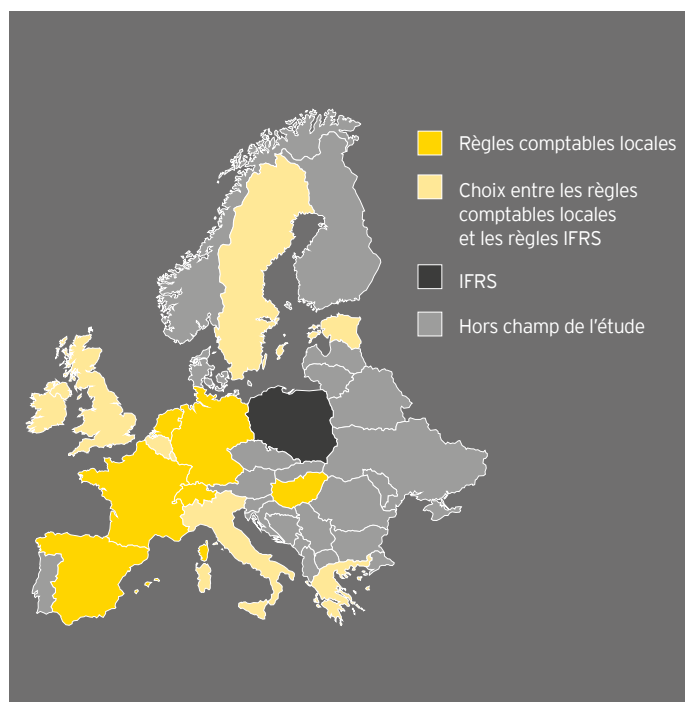 Règles comptables locales
Choix entre les règles
comptables locales
et les règles IFRS
IFRS
Hors champ de l'étude